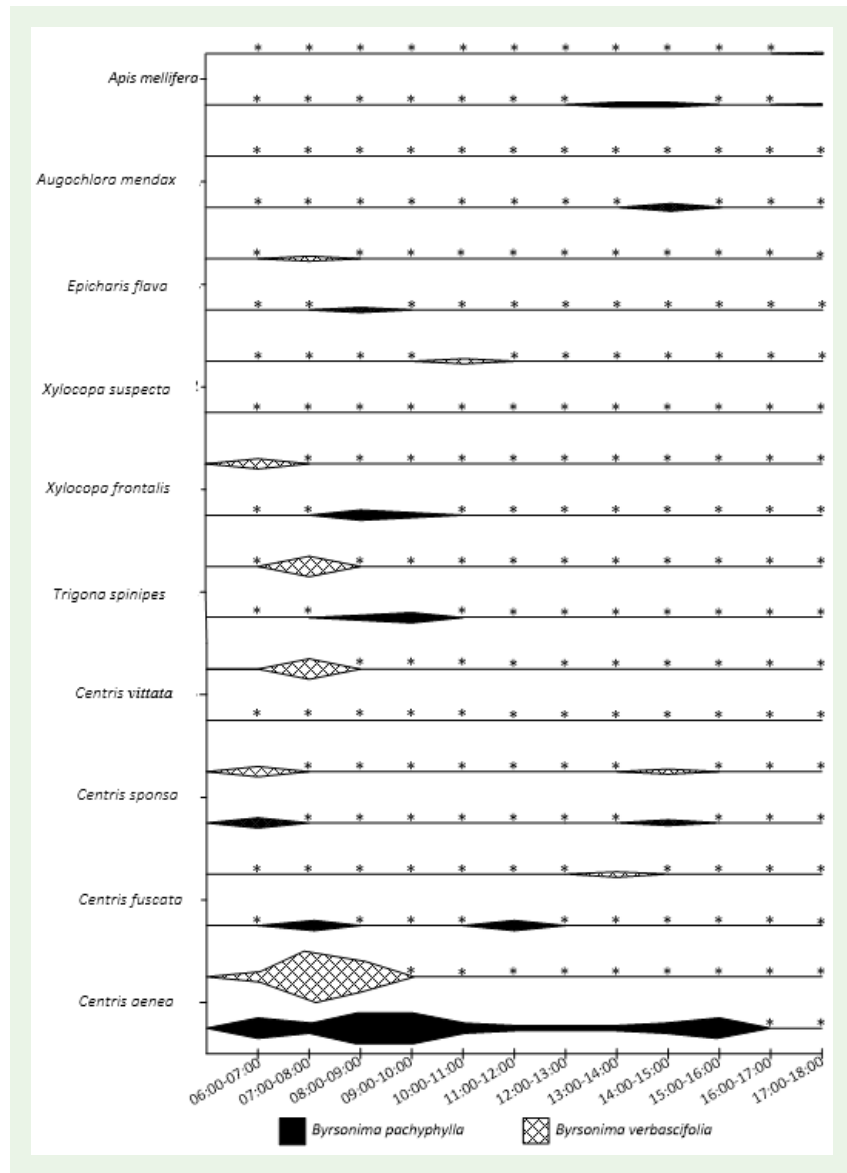 Apis mellifera
Augochlora mendax
Epicharis flava
Xylocopa suspecta
Xylocopa frontalis
Trigona spinipes
Centris vittata
Centris sponsa
Centris fuscata
Centris aenea
06:00-07:00 07:00-08:00 08:00-09:00 09:00-10:00 10:00-11:00 11:00-12:00 12:00-13:00 13:00-14:00 14:00-15:00 15:00-16:00 16:00-17:00 17:00-18:00
Byrsonima pachyphylla Byrsonima verbascifolia